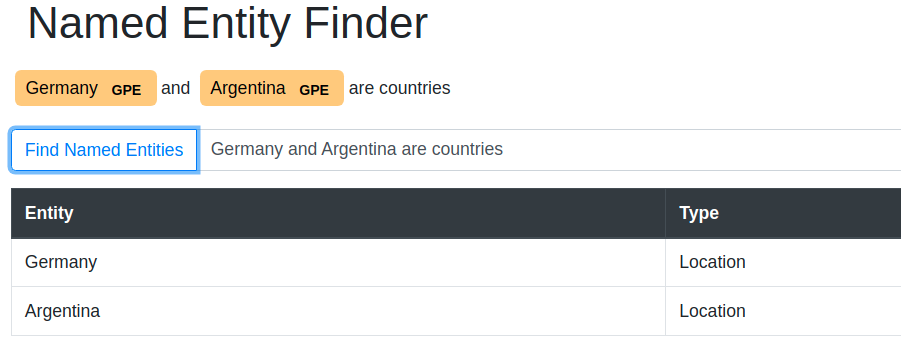 Named Entity Finder
Germany GPE and Argentina GPE are countries
Find Named Entities Germany and Argentina are countries
Entity Type
Germany Location
Argentina Location